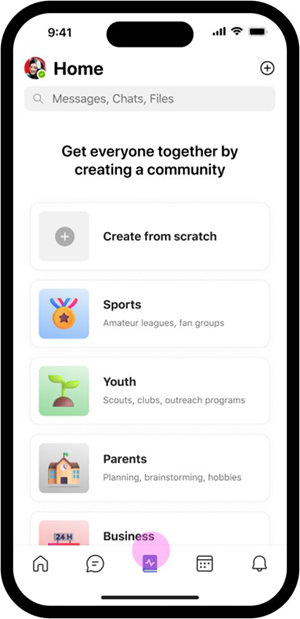 9:41
Home
Messages, Chats, Files
Get everyone together by
creating a community
Create from scratch
Sports
Amateur leagues, fan groups
Youth
Scouts, clubs, outreach programs
Parents
Planning, brainstorming, hobbies
24H
Business